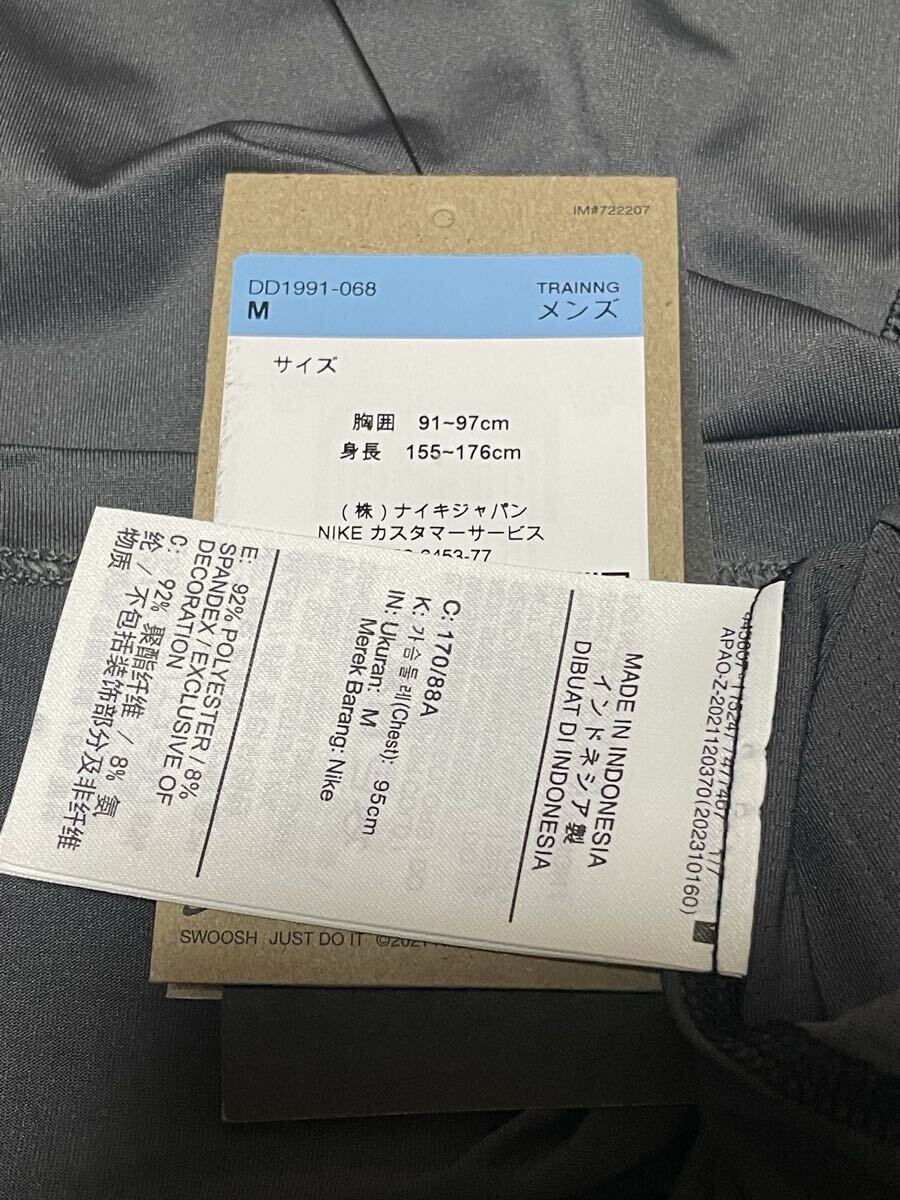 IM#722207
DD1991-068
M
TRAINNG
メンズ
サイズ
胸囲 91~97cm
身長 155~176cm
(株)ナイキジャパン
NIKE カスタマーサービス
SWOOSH JUST DO IT ©2021
APAO-Z-2021120370(202310160)
MADE IN INDONESIA
インドネシア製
DIBUAT DI INDONESIA
C: 170/88A
K: 가슴둘레(Chest): 95cm
IN: Ukuran: M
Merek Barang: Nike
E: 92% POLYESTER / 8%
SPANDEX / EXCLUSIVE OF
DECORATION
C: 92% 聚酯纤维 / 8% 氨
纶 / 不包括装饰部分及非纤维
物质